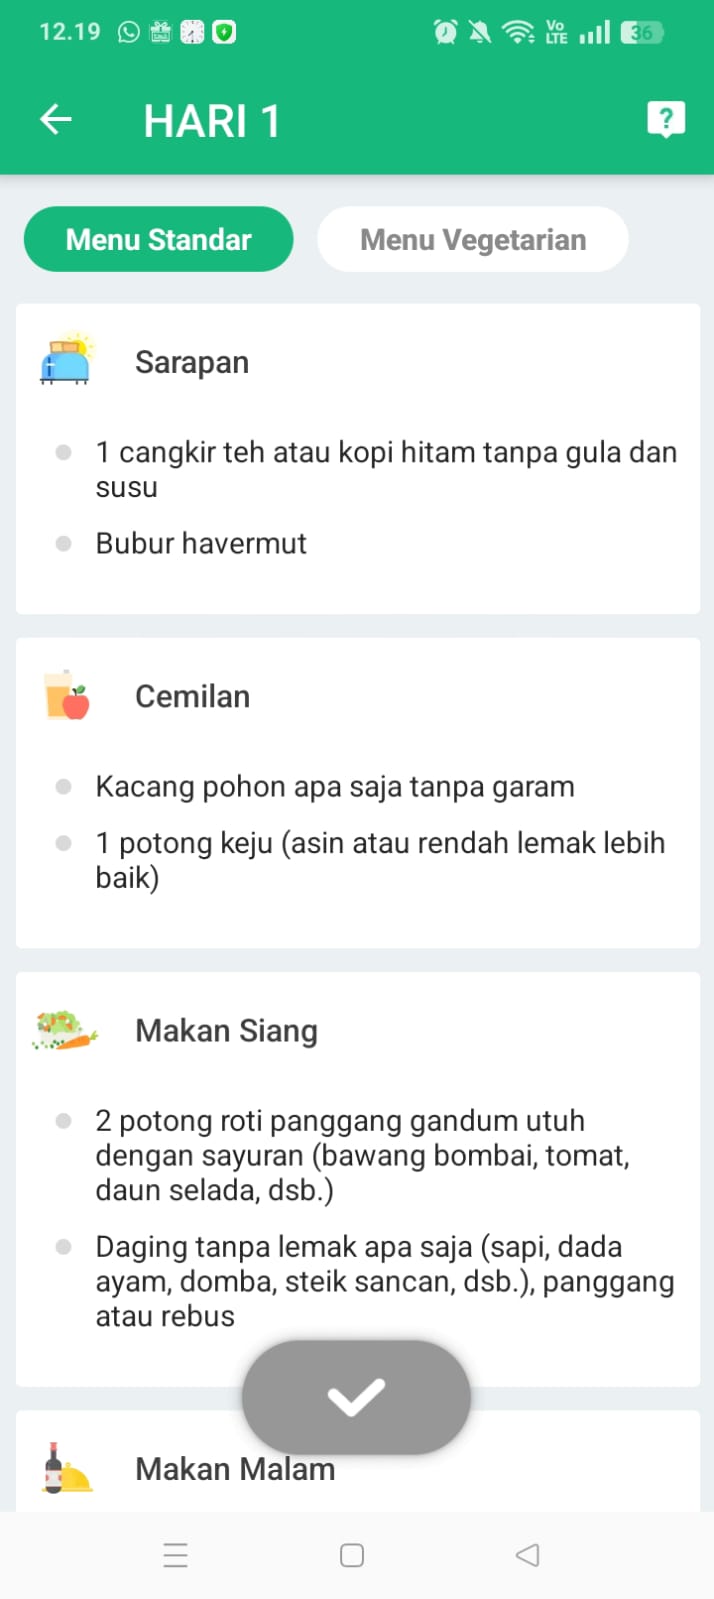 12.19
Vo
LTE
36
HARI 1
?
Menu Standar
Menu Vegetarian
Sarapan
1 cangkir teh atau kopi hitam tanpa gula dan
susu
Bubur havermut
Cemilan
Kacang pohon apa saja tanpa garam
1 potong keju (asin atau rendah lemak lebih
baik)
Makan Siang
2 potong roti panggang gandum utuh
dengan sayuran (bawang bombai, tomat,
daun selada, dsb.)
Daging tanpa lemak apa saja (sapi, dada
ayam, domba, steik sancan, dsb.), panggang
atau rebus
Makan Malam